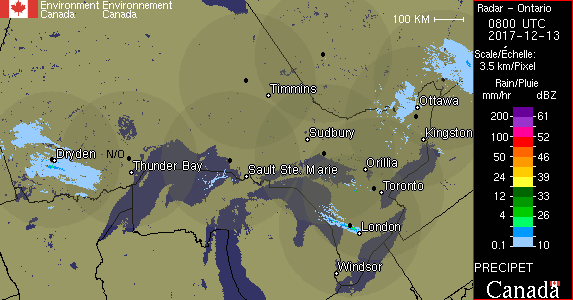 Environment Environnement
Canada Canada
100 KM
Radar - Ontario
0800 UTC
2017-12-13
Scale/Échelle:
3.5 km/Pixel
Rain/Pluie
mm/hr dBZ
200 61
100 52
50 46
24 39
12 33
4 26
2 20
0.1 10
PRECIPET
Canada
Timmins
Ottawa
Sudbury
Kingston
Dryden
N/O
Thunder Bay
Sault Ste. Marie
Orillia
Toronto
London
Windsor